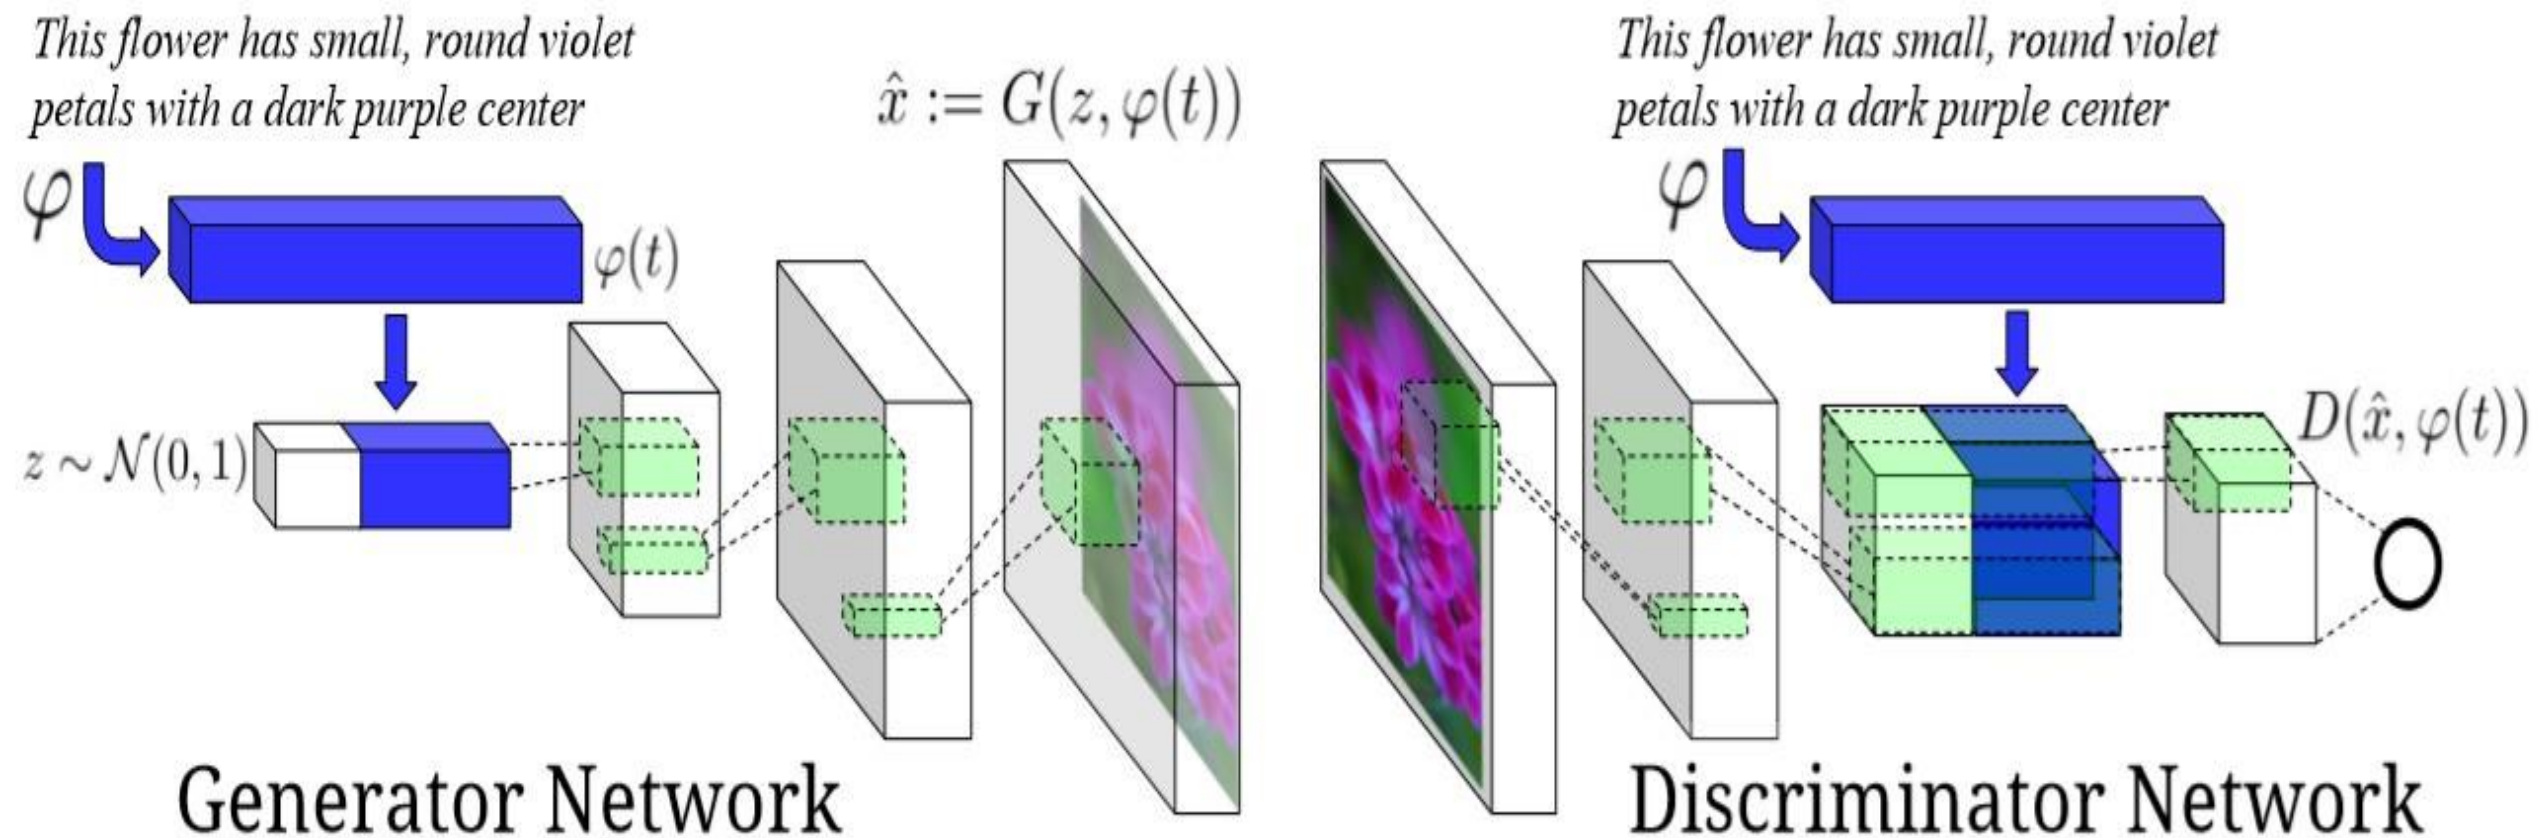 This flower has small, round violet
petals with a dark purple center
φ
φ(t)
z ~ 𝒩(0, 1)
x̂ := G(z, φ(t))
Generator Network
This flower has small, round violet
petals with a dark purple center
φ
D(x̂, φ(t))
Discriminator Network